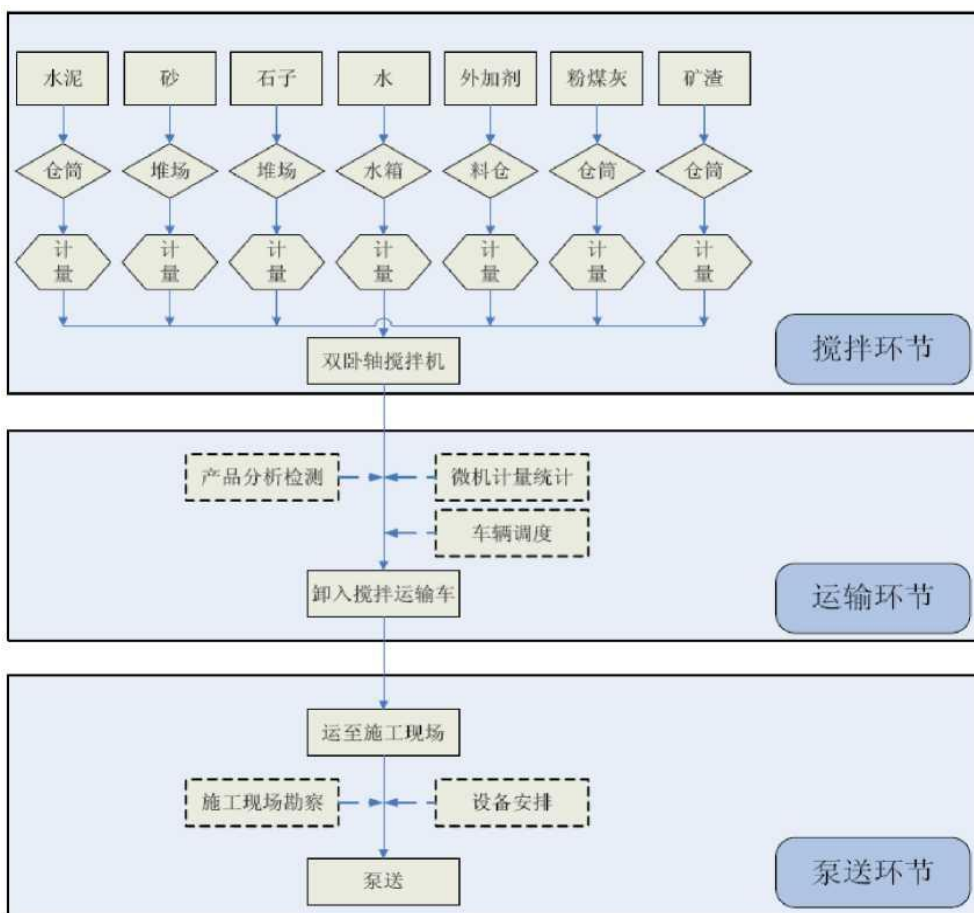 水泥 砂 石子 水 外加剂 粉煤灰 矿渣
仓筒 堆场 堆场 水箱 料仓 仓筒 仓筒
计 计 计 计 计 计 计
量 量 量 量 量 量 量
双卧轴搅拌机
搅拌环节
产品分析检测 微机计量统计
车辆调度
卸入搅拌运输车
运输环节
运至施工现场
施工现场勘察 设备安排
泵送
泵送环节